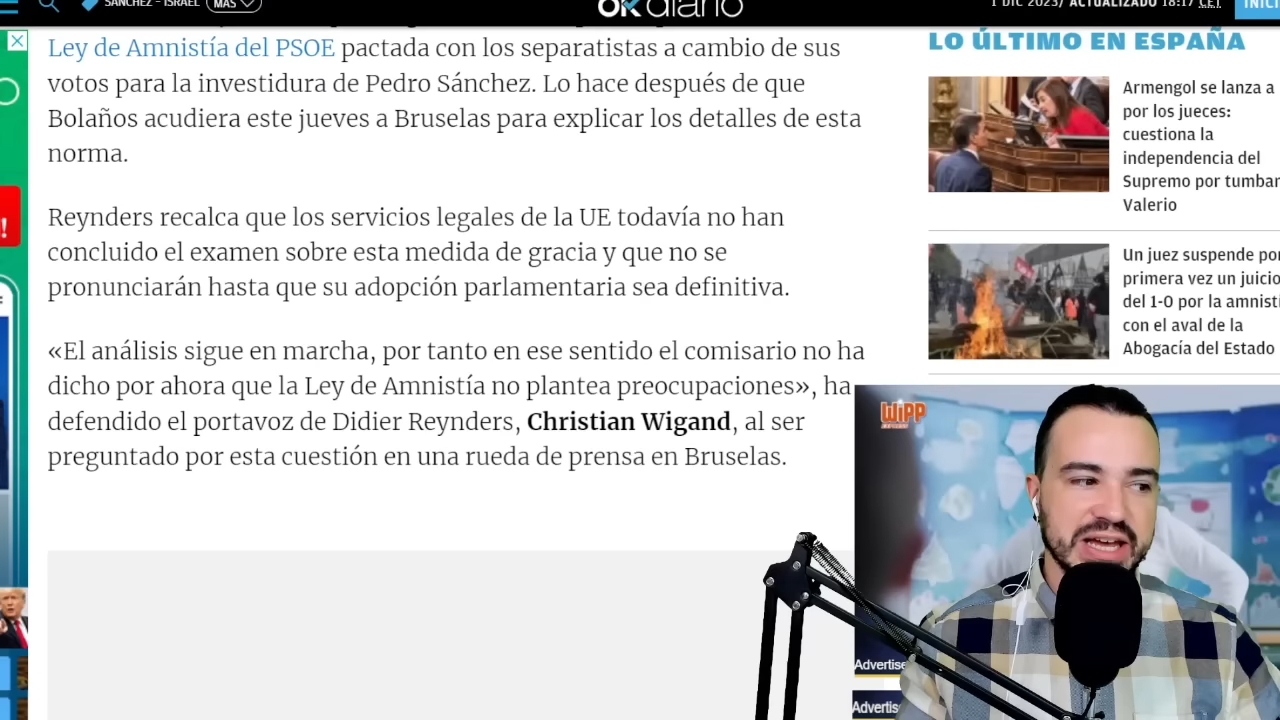 SÁNCHEZ - ISRAEL
MÁS
okdiario
1 DIC 2023/ ACTUALIZADO 18:17 CET
INICI
Ley de Amnistía del PSOE pactada con los separatistas a cambio de sus
votos para la investidura de Pedro Sánchez. Lo hace después de que
Bolaños acudiera este jueves a Bruselas para explicar los detalles de esta
norma.
Reynders recalca que los servicios legales de la UE todavía no han
concluido el examen sobre esta medida de gracia y que no se
pronunciarán hasta que su adopción parlamentaria sea definitiva.
«El análisis sigue en marcha, por tanto en ese sentido el comisario no ha
dicho por ahora que la Ley de Amnistía no plantea preocupaciones», ha
defendido el portavoz de Didier Reynders, Christian Wigand, al ser
preguntado por esta cuestión en una rueda de prensa en Bruselas.
LO ÚLTIMO EN ESPAÑA
Armengol se lanza a
por los jueces:
cuestiona la
independencia del
Supremo por tumbar
Valerio
Un juez suspende por
primera vez un juicio
del 1-O por la amnisti
con el aval de la
Abogacía del Estado
WiPP
Advertise
Advertis
!